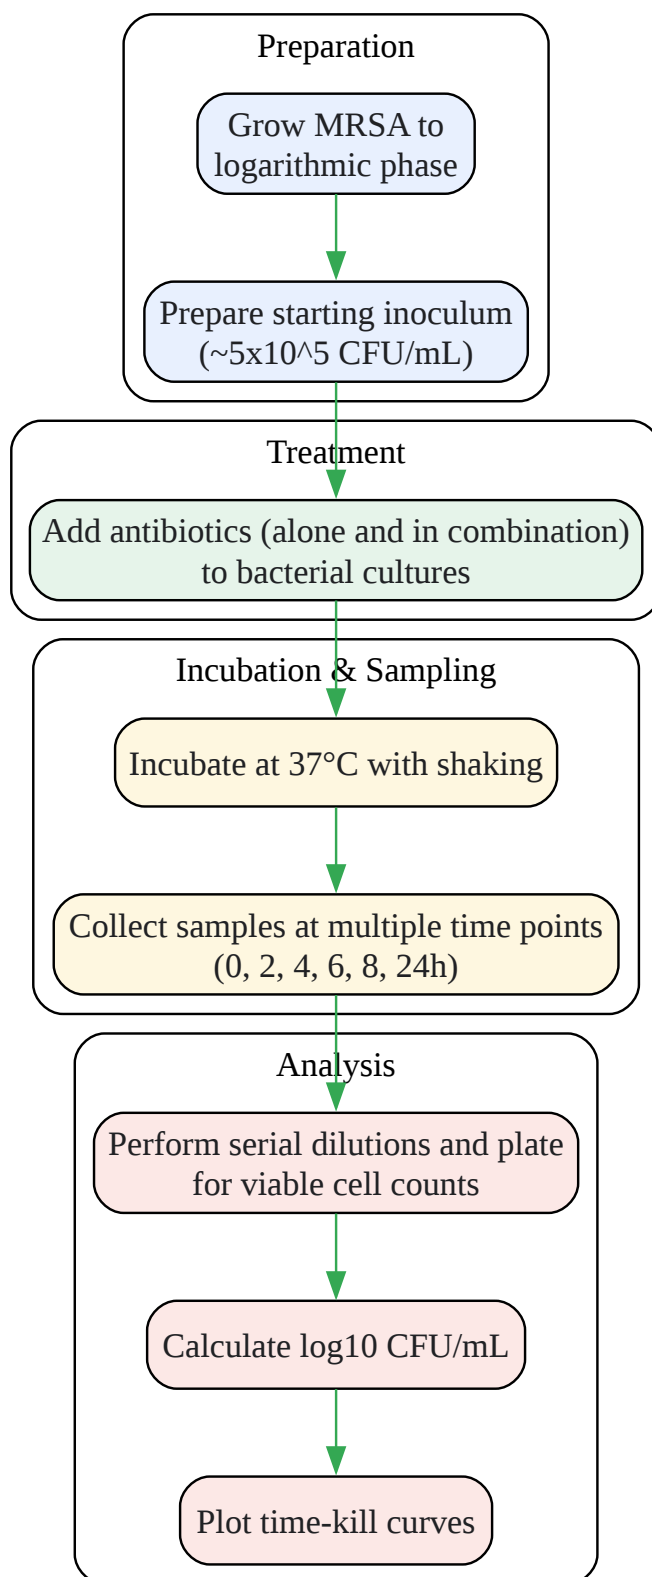 Preparation
Grow MRSA to
logarithmic phase
Prepare starting inoculum
(~5x10^5 CFU/mL)
Treatment
Add antibiotics (alone and in combination)
to bacterial cultures
Incubation & Sampling
Incubate at 37°C with shaking
Collect samples at multiple time points
(0, 2, 4, 6, 8, 24h)
Analysis
Perform serial dilutions and plate
for viable cell counts
Calculate log10 CFU/mL
Plot time-kill curves